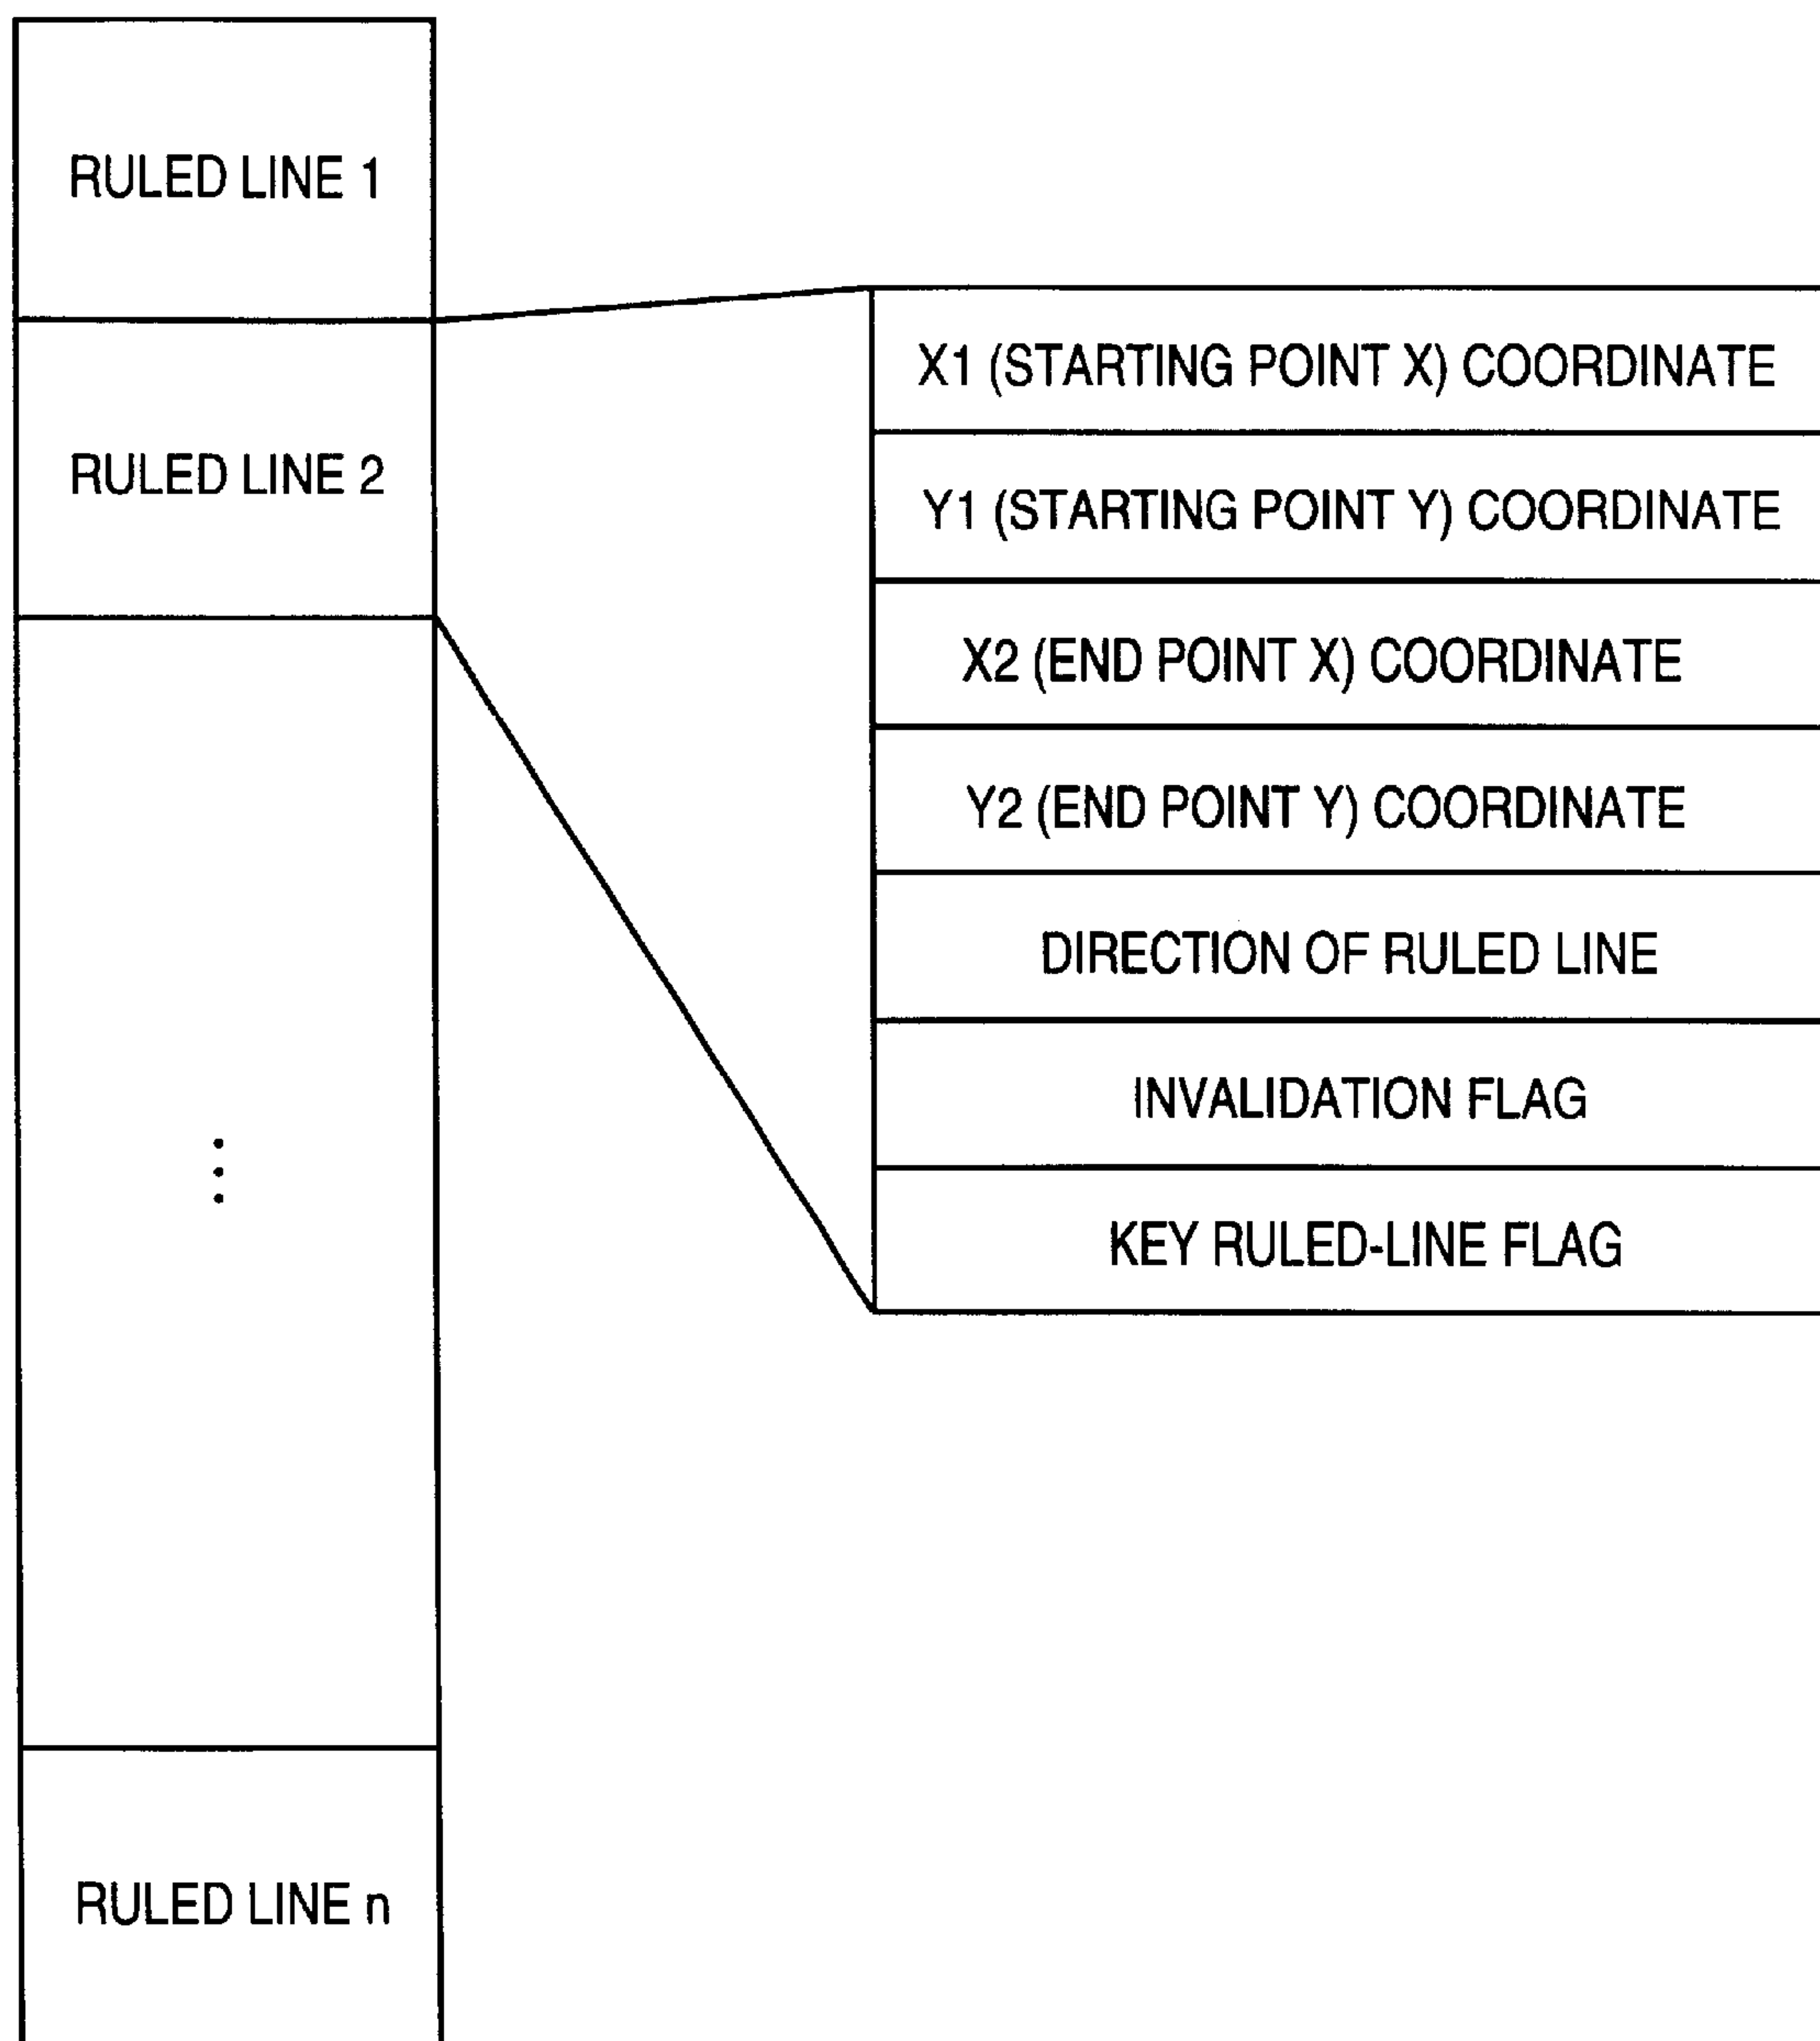 RULED LINE 1
RULED LINE 2
⋮
RULED LINE n
X1 (STARTING POINT X) COORDINATE
Y1 (STARTING POINT Y) COORDINATE
X2 (END POINT X) COORDINATE
Y2 (END POINT Y) COORDINATE
DIRECTION OF RULED LINE
INVALIDATION FLAG
KEY RULED-LINE FLAG